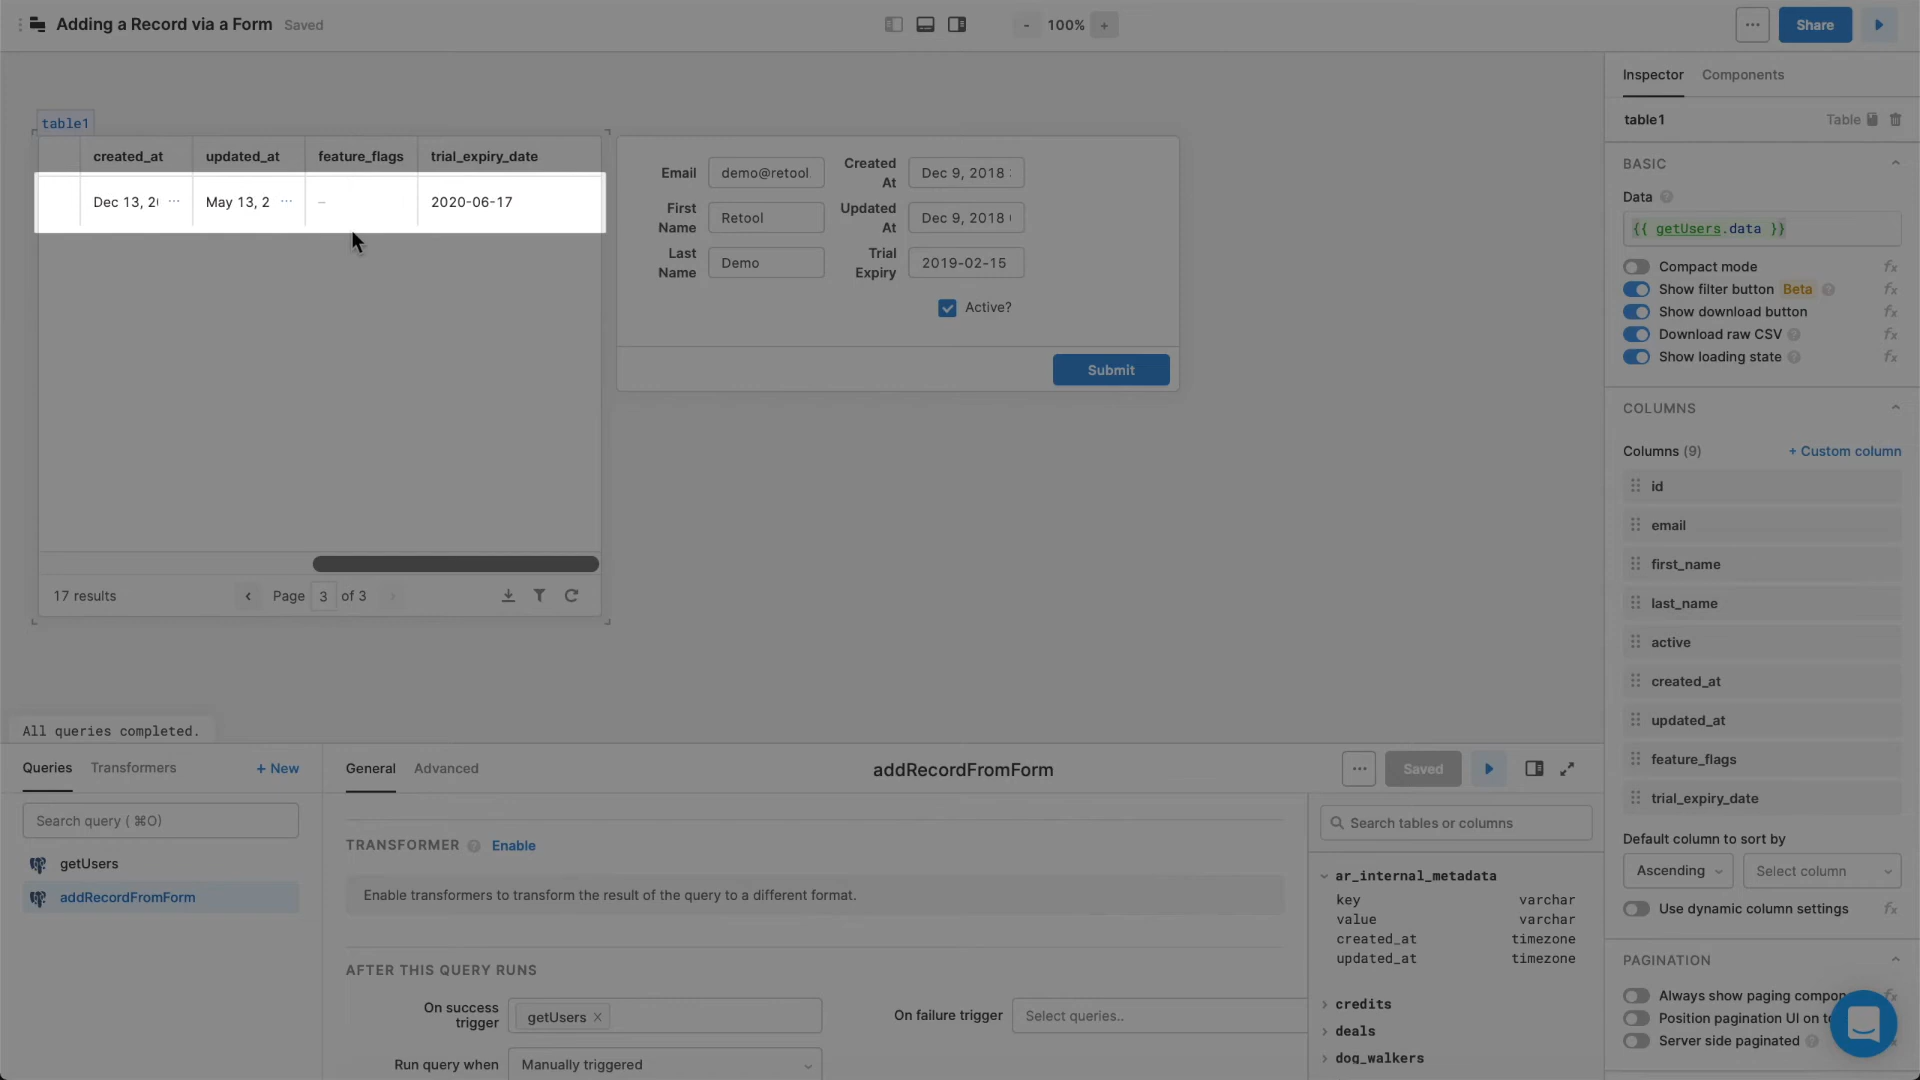 Adding a Record via a Form Saved
- 100% +
Share
table1
created_at updated_at feature_flags trial_expiry_date
Dec 13, 2 ... May 13, 2 ... – 2020-06-17
17 results
Page 3 of 3
Email demo@retool. Created At Dec 9, 2018
First Name Retool Updated At Dec 9, 2018
Last Name Demo Trial Expiry 2019-02-15
Active?
Submit
Inspector Components
table1 Table
BASIC
Data
{{ getUsers.data }}
Compact mode fx
Show filter button Beta fx
Show download button fx
Download raw CSV fx
Show loading state fx
COLUMNS
Columns (9) + Custom column
id
email
first_name
last_name
active
created_at
updated_at
feature_flags
trial_expiry_date
Default column to sort by
Ascending Select column
Use dynamic column settings fx
PAGINATION
Always show paging compon
Position pagination UI on to
Server side paginated
All queries completed.
Queries Transformers + New
Search query ( ⌘O)
getUsers
addRecordFromForm
General Advanced addRecordFromForm
Saved
TRANSFORMER Enable
Enable transformers to transform the result of the query to a different format.
AFTER THIS QUERY RUNS
On success trigger getUsers × On failure trigger Select queries..
Run query when Manually triggered
Search tables or columns
ar_internal_metadata
key varchar
value varchar
created_at timezone
updated_at timezone
credits
deals
dog_walkers